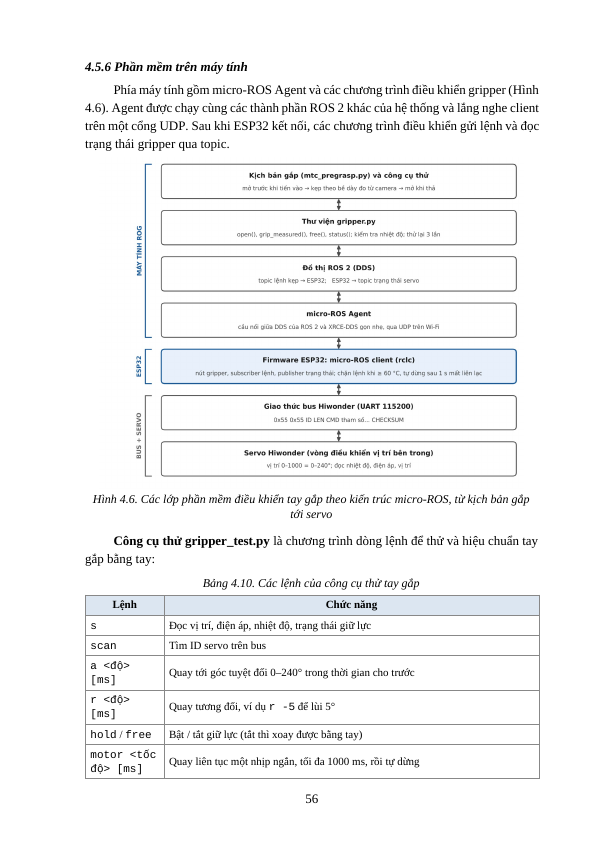 4.5.6 Phần mềm trên máy tính
Phía máy tính gồm micro-ROS Agent và các chương trình điều khiển gripper (Hình
4.6). Agent được chạy cùng các thành phần ROS 2 khác của hệ thống và lắng nghe client
trên một cổng UDP. Sau khi ESP32 kết nối, các chương trình điều khiển gửi lệnh và đọc
trạng thái gripper qua topic.
MÁY TÍNH ROG
Kịch bản gắp (mtc_pregrasp.py) và công cụ thử
mở trước khi tiến vào → kẹp theo bề dày đo từ camera → mở khi thả
Thư viện gripper.py
open(), grip_measured(), free(), status(); kiểm tra nhiệt độ; thử lại 3 lần
Đồ thị ROS 2 (DDS)
topic lệnh kẹp → ESP32; ESP32 → topic trạng thái servo
micro-ROS Agent
cầu nối giữa DDS của ROS 2 và XRCE-DDS gọn nhẹ, qua UDP trên Wi-Fi
ESP32
Firmware ESP32: micro-ROS client (rclc)
nút gripper, subscriber lệnh, publisher trạng thái; chặn lệnh khi ≥ 60 °C, tự dừng sau 1 s mất liên lạc
BUS + SERVO
Giao thức bus Hiwonder (UART 115200)
0x55 0x55 ID LEN CMD tham số... CHECKSUM
Servo Hiwonder (vòng điều khiển vị trí bên trong)
vị trí 0–1000 = 0–240°; đọc nhiệt độ, điện áp, vị trí
Hình 4.6. Các lớp phần mềm điều khiển tay gắp theo kiến trúc micro-ROS, từ kịch bản gắp
tới servo
Công cụ thử gripper_test.py là chương trình dòng lệnh để thử và hiệu chuẩn tay
gắp bằng tay:
Bảng 4.10. Các lệnh của công cụ thử tay gắp
Lệnh Chức năng
s Đọc vị trí, điện áp, nhiệt độ, trạng thái giữ lực
scan Tìm ID servo trên bus
a <độ>
[ms] Quay tới góc tuyệt đối 0–240° trong thời gian cho trước
r <độ>
[ms] Quay tương đối, ví dụ r -5 để lùi 5°
hold / free Bật / tắt giữ lực (tắt thì xoay được bằng tay)
motor <tốc
độ> [ms] Quay liên tục một nhịp ngắn, tối đa 1000 ms, rồi tự dừng
56